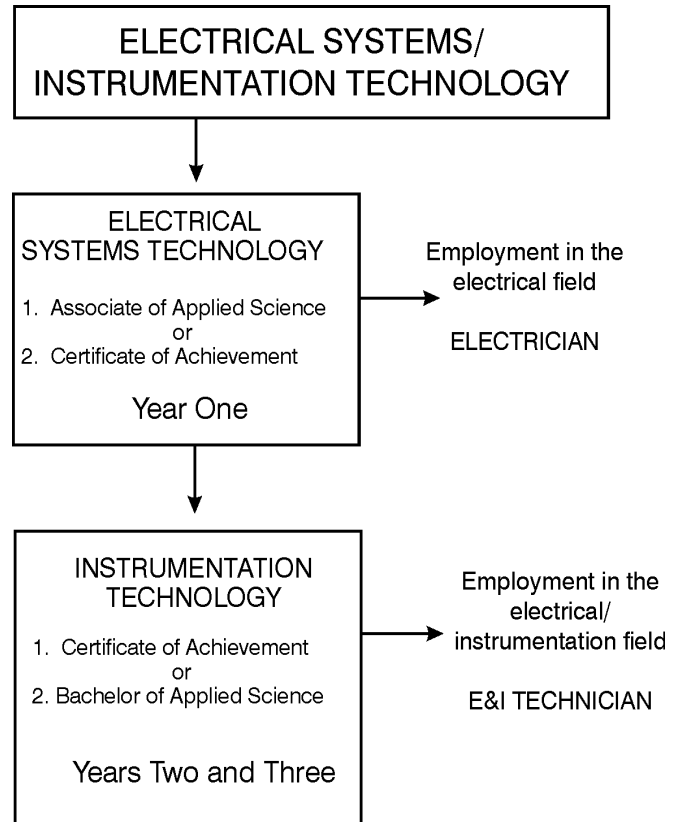 ELECTRICAL SYSTEMS/
INSTRUMENTATION TECHNOLOGY
ELECTRICAL
SYSTEMS TECHNOLOGY
1. Associate of Applied Science
or
2. Certificate of Achievement
Year One
Employment in the
electrical field
ELECTRICIAN
INSTRUMENTATION
TECHNOLOGY
1. Certificate of Achievement
or
2. Bachelor of Applied Science
Years Two and Three
Employment in the
electrical/
instrumentation field
E&I TECHNICIAN